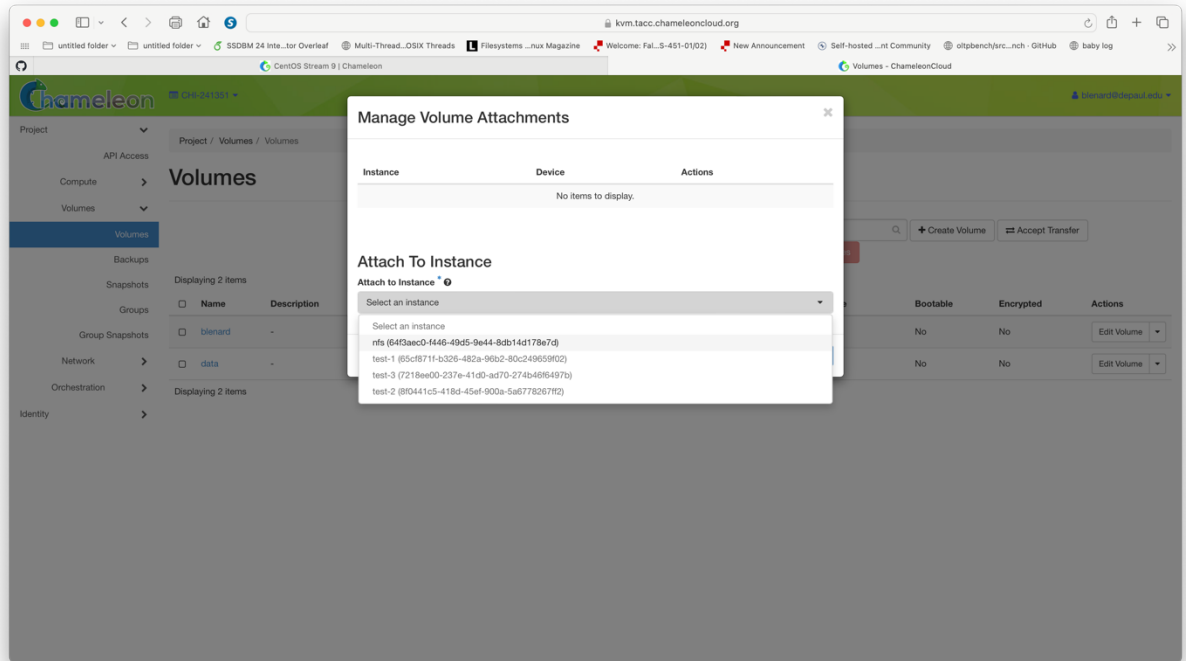 kvm.tacc.chameleoncloud.org
untitled folder
untitled folder
SSDBM 24 Inte...tor Overleaf
Multi-Thread...OSIX Threads
Filesystems ...nux Magazine
Welcome: Fal...S-451-01/02)
New Announcement
Self-hosted ...nt Community
oltpbench/src...nch · GitHub
baby log
CentOS Stream 9 | Chameleon
Volumes - ChameleonCloud
Chameleon
CHI-241351
blenard@depaul.edu
Project
API Access
Compute
Volumes
Volumes
Backups
Snapshots
Groups
Group Snapshots
Network
Orchestration
Identity
Project / Volumes / Volumes
Volumes
Create Volume
Accept Transfer
Displaying 2 items
Name Description Bootable Encrypted Actions
blenard - No No Edit Volume
data - No No Edit Volume
Displaying 2 items
Manage Volume Attachments
Instance Device Actions
No items to display.
Attach To Instance
Attach to Instance *
Select an instance
Select an instance
nfs (64f3aec0-f446-49d5-9e44-8db14d178e7d)
test-1 (65cf871f-b326-482a-96b2-80c249659f02)
test-3 (7218ee00-237e-41d0-ad70-274b46f6497b)
test-2 (8f0441c5-418d-45ef-900a-5a6778267ff2)